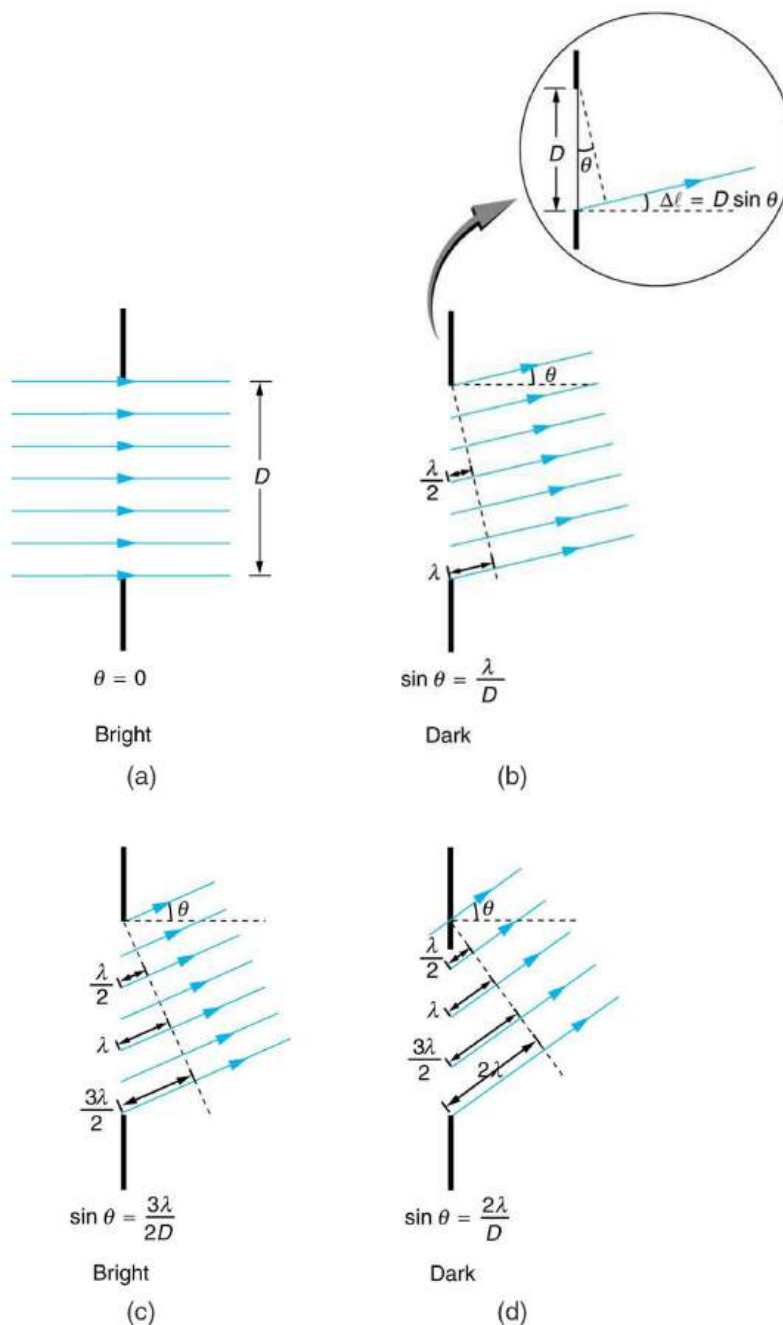 D
θ
Δℓ = D sin θ
D
θ = 0
Bright
(a)
θ
λ/2
λ
sin θ = λ/D
Dark
(b)
θ
λ/2
λ
3λ/2
sin θ = 3λ/2D
Bright
(c)
θ
λ/2
λ
3λ/2
2λ
sin θ = 2λ/D
Dark
(d)